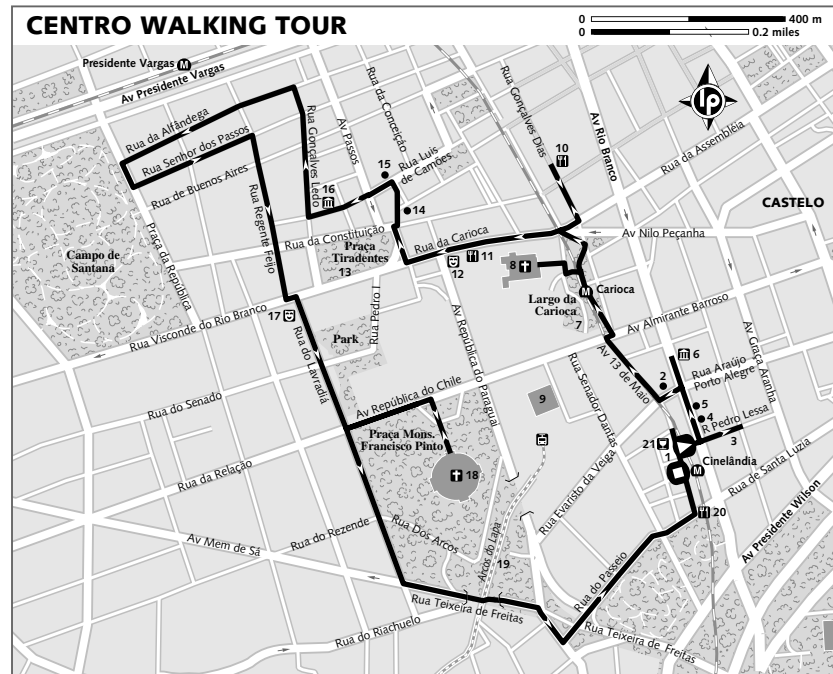 CENTRO WALKING TOUR
0 400 m
0 0.2 miles
Presidente Vargas M
Av Presidente Vargas
Rua da Alfândega
Rua Senhor dos Passos
Rua de Buenos Aires
Rua Gonçalves Ledo
Av Passos
Rua da Conceição
Rua Luis
de Camões
Rua Gonçalves Dias
Av Rio Branco
Rua da Assembléia
lp
CASTELO
10
15
16
14
Rua da Constituição
Praça
Tiradentes
13
Rua da Carioca
11
12
8
Av Nilo Peçanha
M Carioca
Largo da
Carioca
7
Campo de
Santana
Praça da República
Rua Regente Feijo
Rua Visconde do Rio Branco
17
Rua Pedro I
Park
Rua do Lavradiá
Av República do Paragual
Av República do Chile
Av Almirante Barroso
Av 13 de Maio
Rua Senador Dantas
Av Graça Aranha
6
2
Rua Araújo
Porto Alegre
5
4
R Pedro Lessa
3
9
21
1
Cinelândia
M
Rua de Santa Luzia
20
Av Presidente Wilson
Rua do Senado
Rua da Relação
Praça Mons.
Francisco Pinto
18
Rua Evaristo da Veiga
Rua do Rezende
Rua Dos Arcos
Arcos do Lapa
19
Av Mem de Sá
Rua do Passeio
Rua Teixeira de Freitas
Rua Teixeira de
Freitas
Rua do Riachuelo